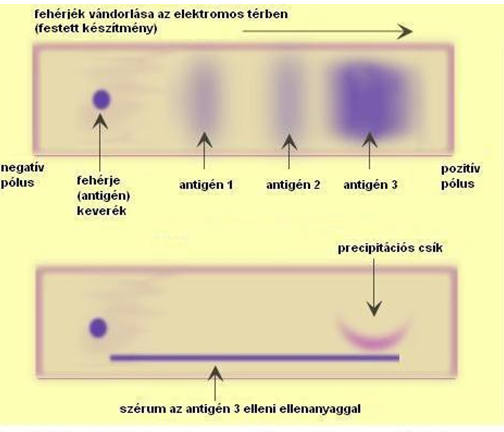 fehérjék vándorlása az elektromos térben
(festett készítmény)
negatív
pólus
fehérje
(antigén)
keverék
antigén 1
antigén 2
antigén 3
pozitív
pólus
precipitációs csík
szérum az antigén 3 elleni ellenanyaggal